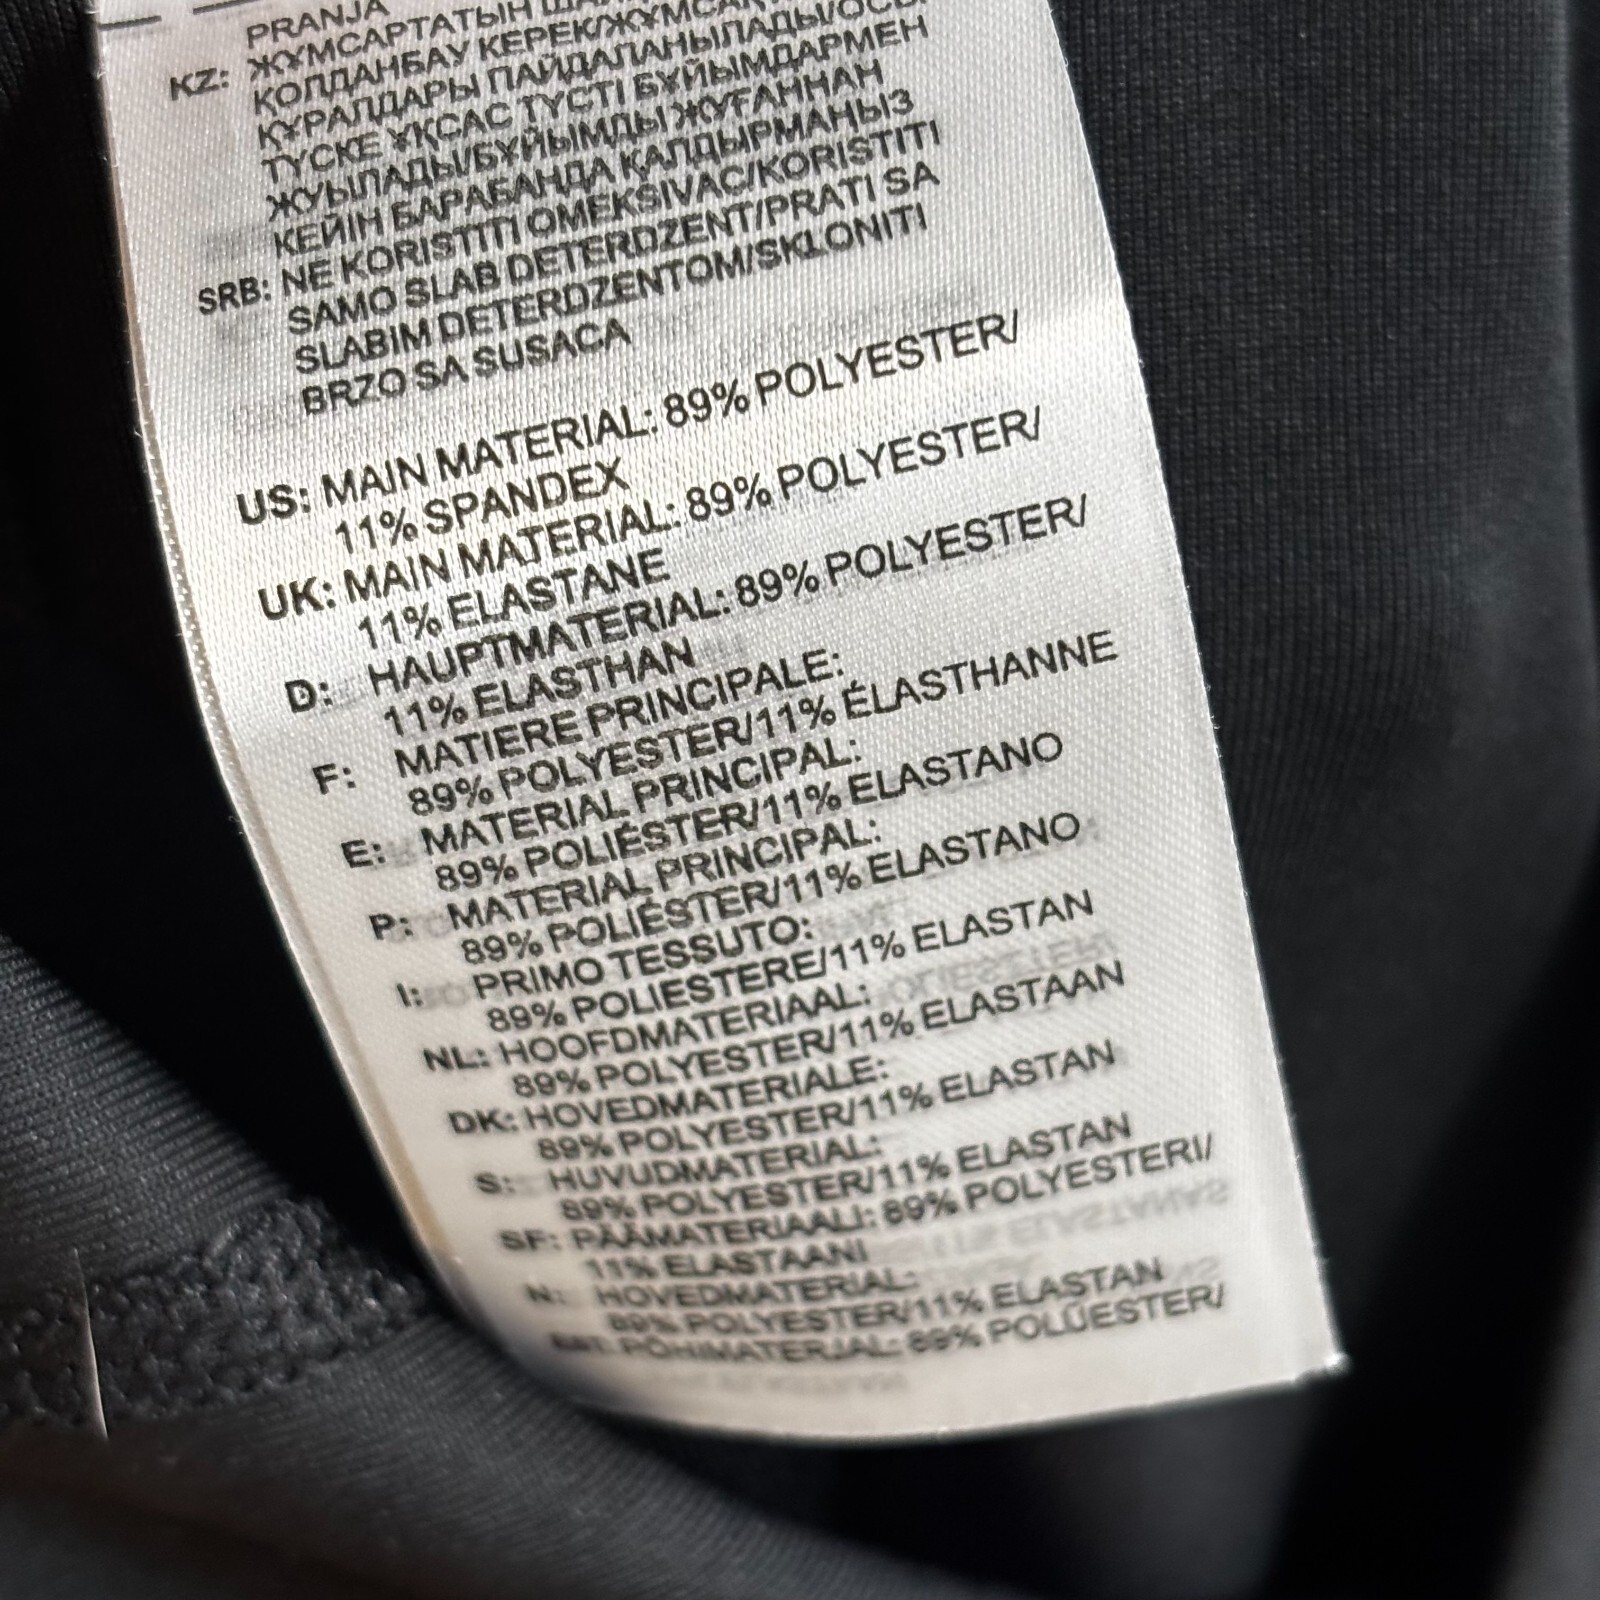 PRANJA
KZ: ЖҰМСАРТАТЫН
ҚОЛДАНБАУ КЕРЕК/ЖҰМСАРТ
ҚҰРАЛДАРЫ ПАЙДАЛАНЫЛАДЫ/ОСЫ
ТҮСКЕ ҰҚСАС ТҮСТІ БҰЙЫМДАРМЕН
ЖУЫЛАДЫ/БҰЙЫМДЫ ЖУҒАННАН
КЕЙІН БАРАБАНДА ҚАЛДЫРМАҢЫЗ
SRB: NE KORISTITI OMEKSIVAC/KORISTITI
SAMO SLAB DETERDZENT/PRATI SA
SLABIM DETERDZENTOM/SKLONITI
BRZO SA SUSACA
US: MAIN MATERIAL: 89% POLYESTER/
11% SPANDEX
UK: MAIN MATERIAL: 89% POLYESTER/
11% ELASTANE
D: HAUPTMATERIAL: 89% POLYESTER/
11% ELASTHAN
F: MATIERE PRINCIPALE:
89% POLYESTER/11% ÉLASTHANNE
E: MATERIAL PRINCIPAL:
89% POLIÉSTER/11% ELASTANO
P: MATERIAL PRINCIPAL:
89% POLIÉSTER/11% ELASTANO
I: PRIMO TESSUTO:
89% POLIESTERE/11% ELASTAN
NL: HOOFDMATERIAAL:
89% POLYESTER/11% ELASTAAN
DK: HOVEDMATERIALE:
89% POLYESTER/11% ELASTAN
S: HUVUDMATERIAL:
89% POLYESTER/11% ELASTAN
SF: PÄÄMATERIAALI: 89% POLYESTERI/
11% ELASTAANI
N: HOVEDMATERIAL:
89% POLYESTER/11% ELASTAN
EST: PÕHIMATERJAL: 89% POLÜESTER/